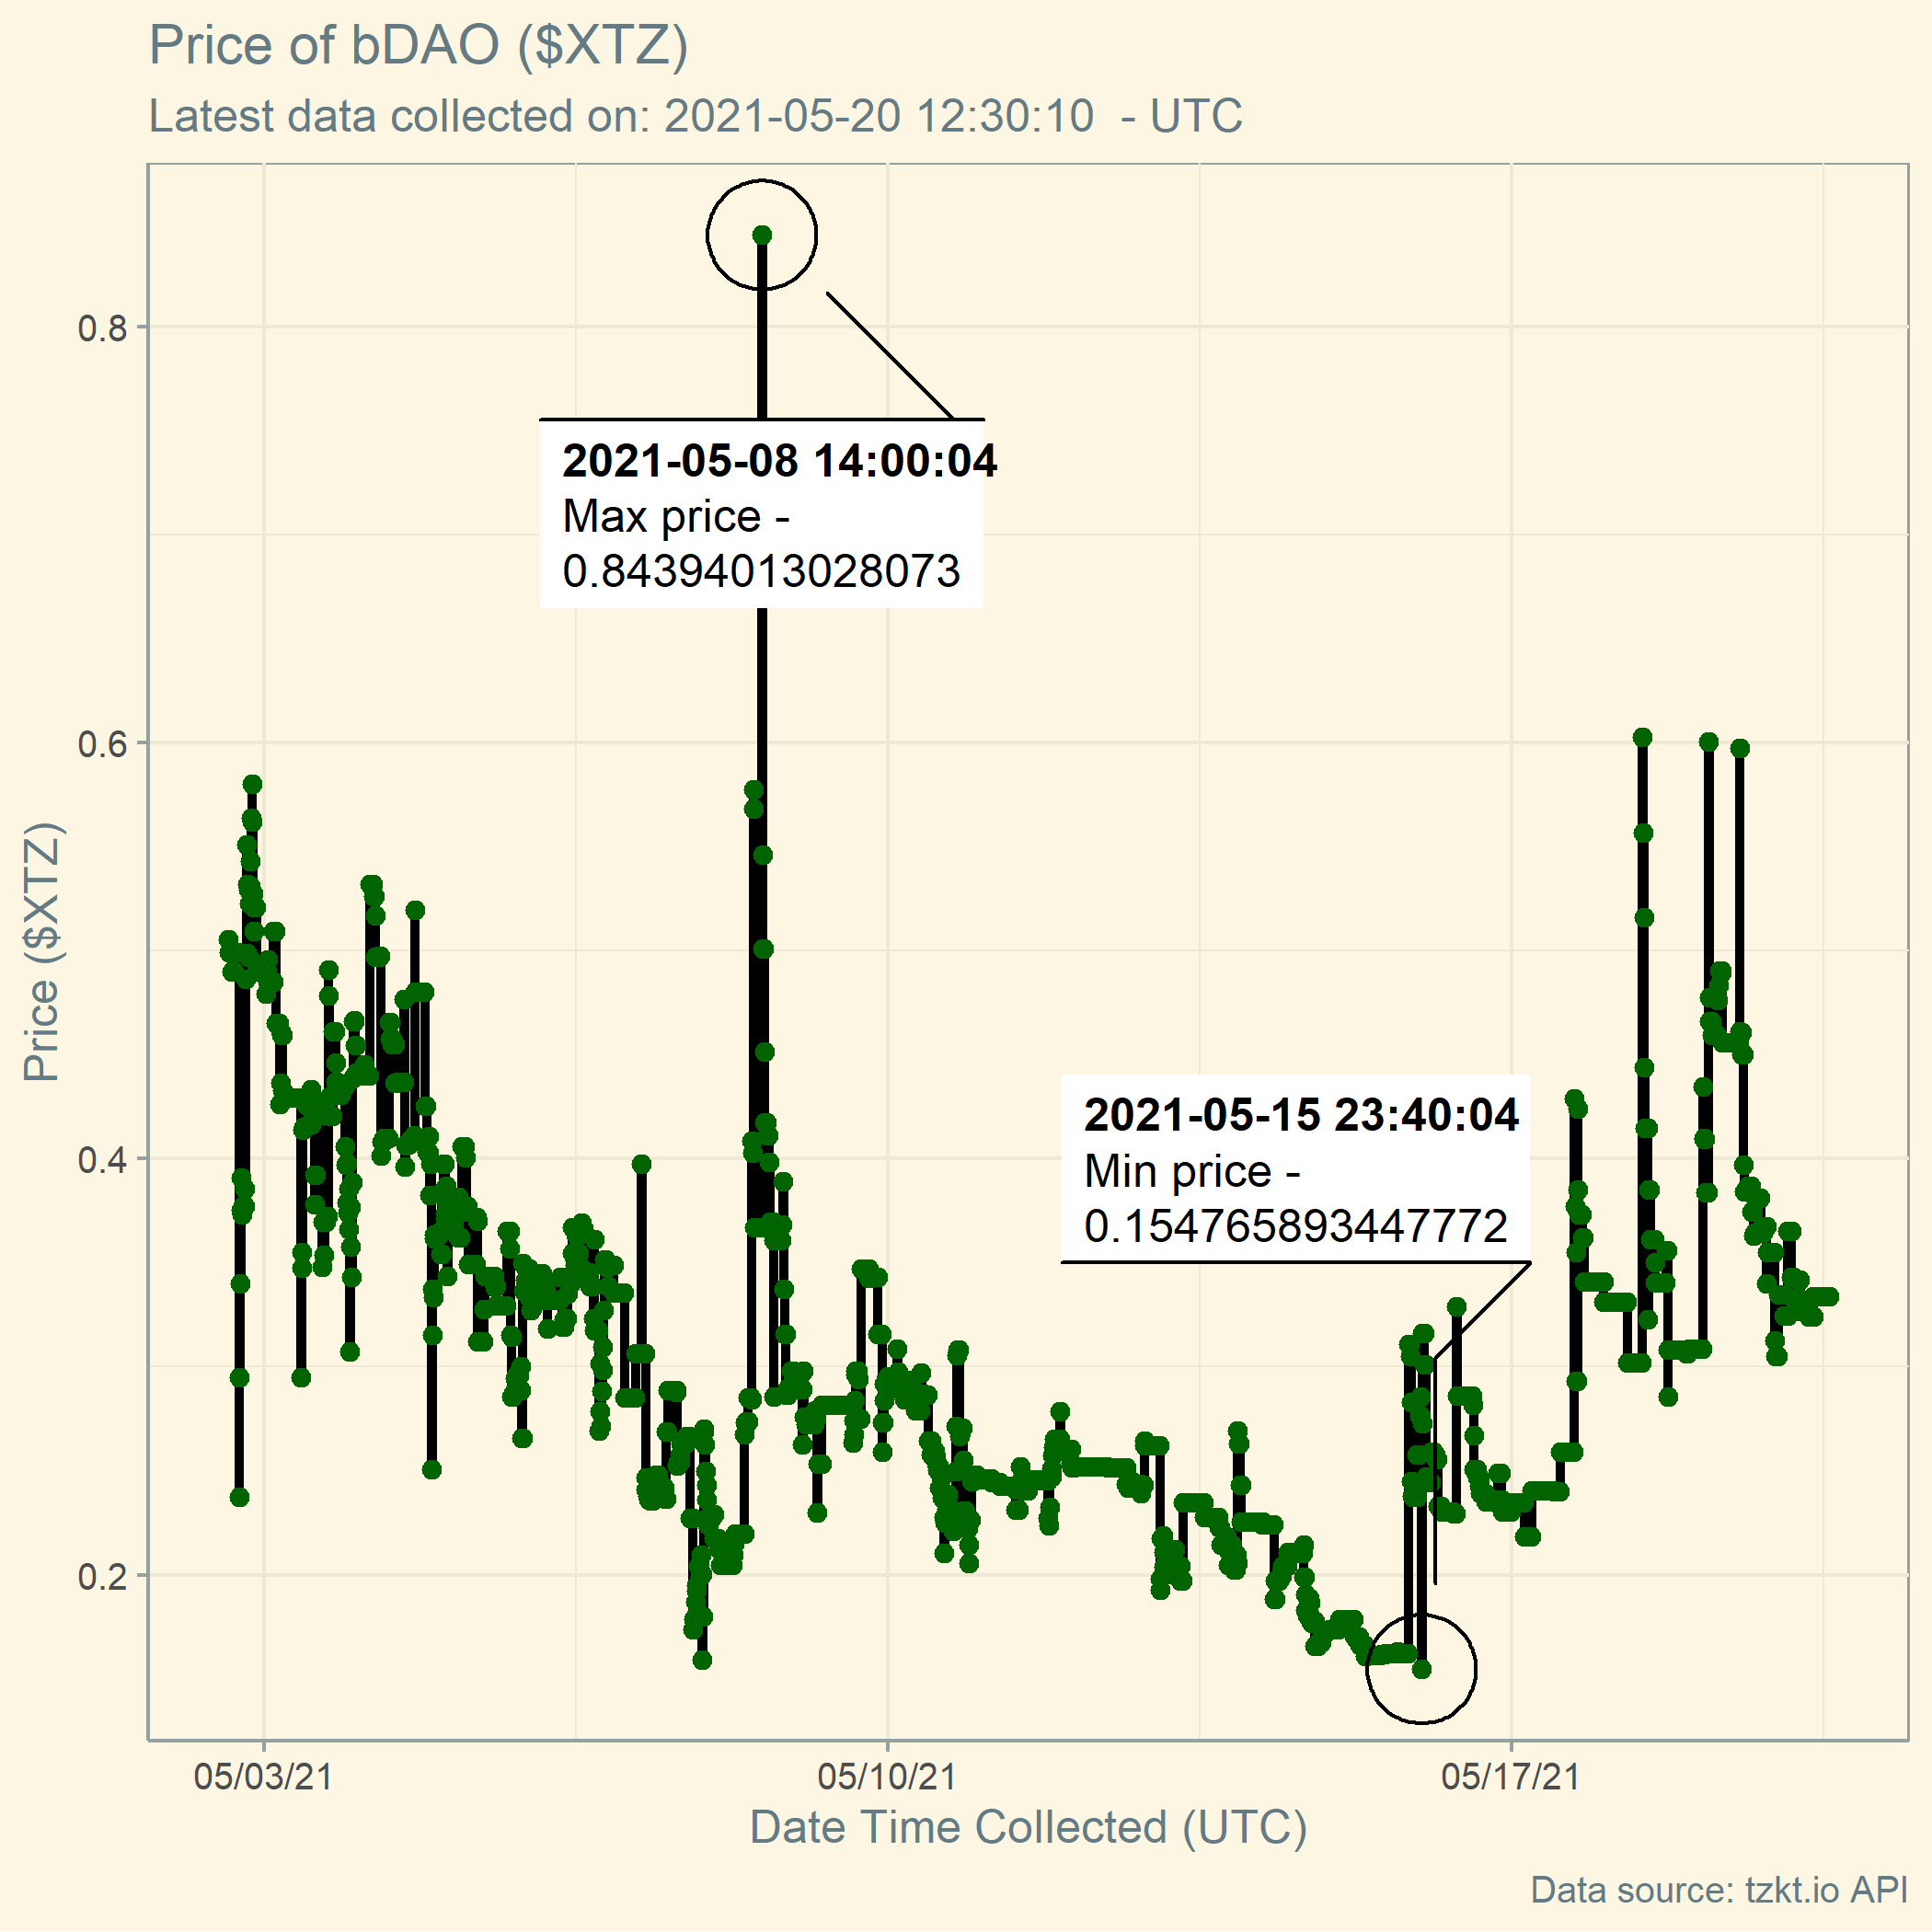 Price of bDAO ($XTZ)
Latest data collected on: 2021-05-20 12:30:10  - UTC
2021-05-08 14:00:04
Max price -
0.84394013028073
2021-05-15 23:40:04
Min price -
0.154765893447772
Price ($XTZ)
0.8
0.6
0.4
0.2
05/03/21
05/10/21
05/17/21
Date Time Collected (UTC)
Data source: tzkt.io API